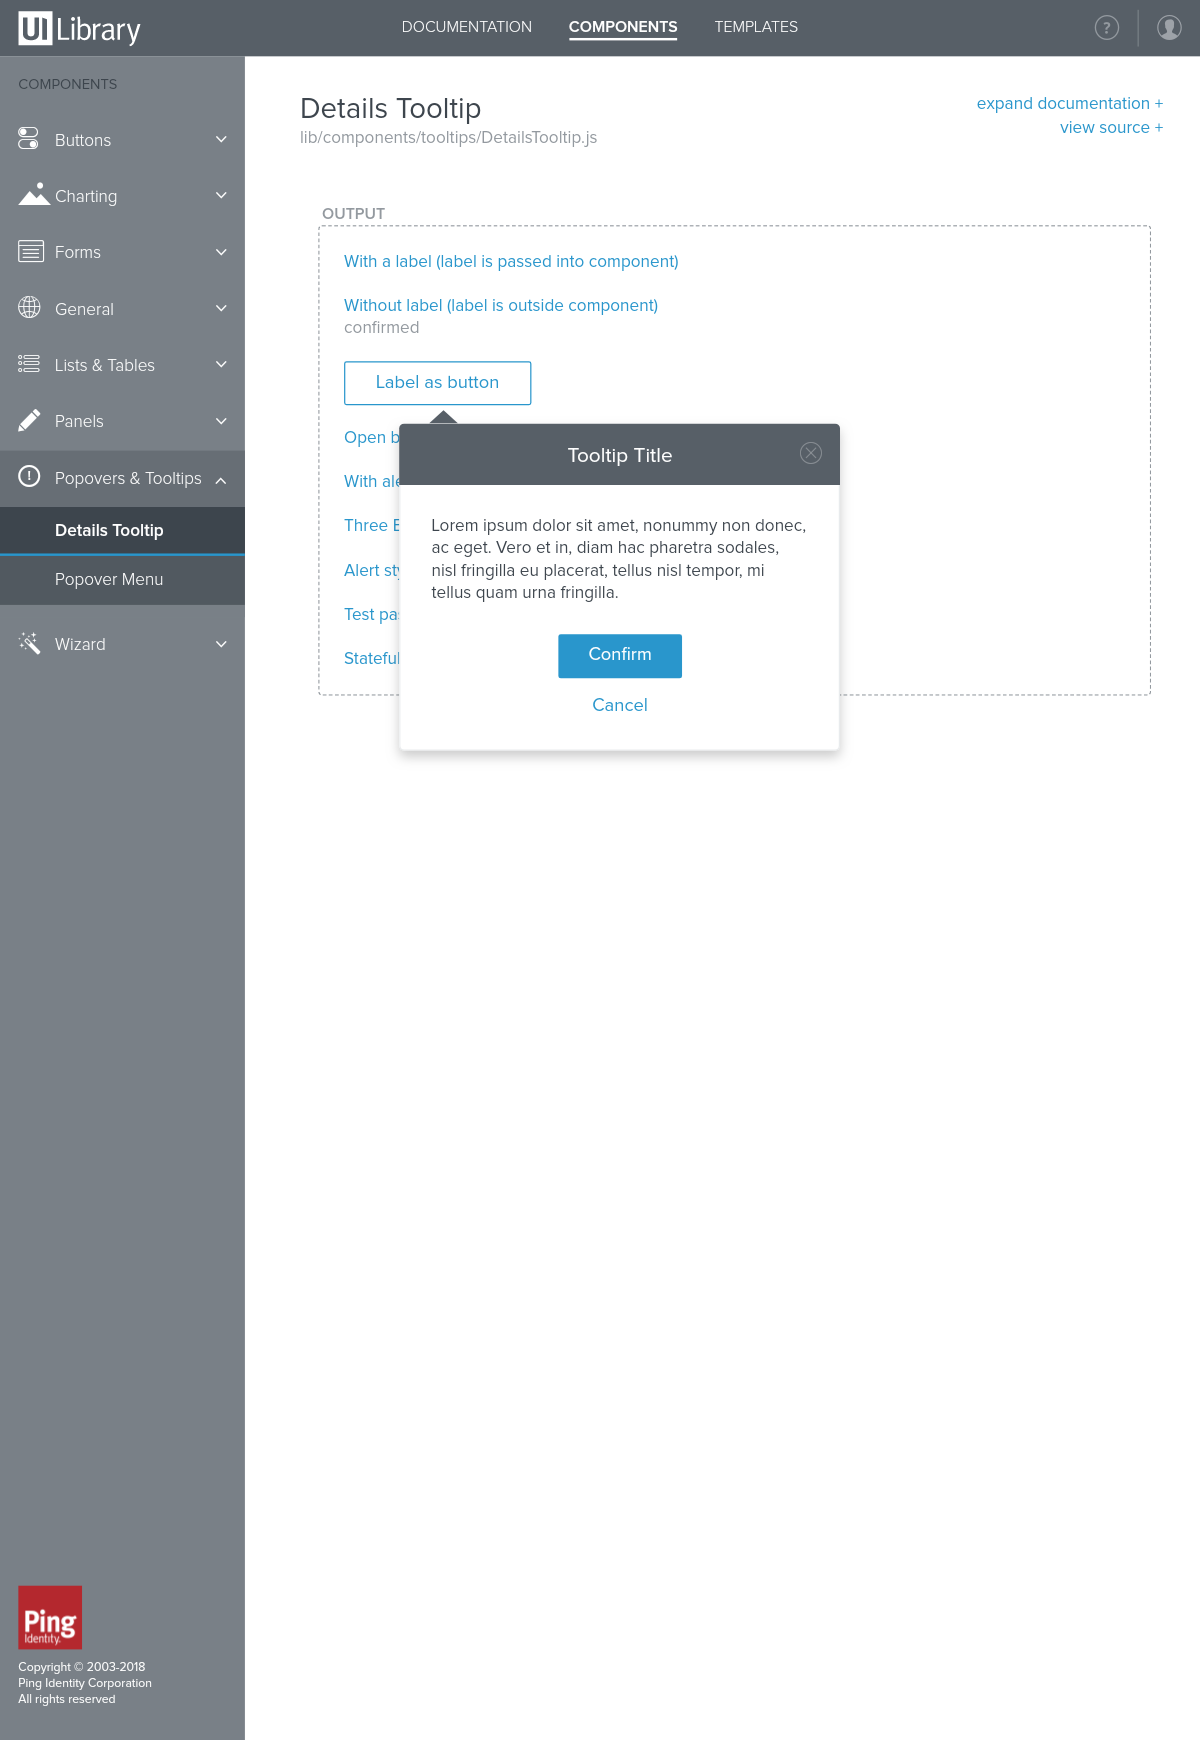 UI Library
DOCUMENTATION
COMPONENTS
TEMPLATES
?
COMPONENTS
Buttons
Charting
Forms
General
Lists & Tables
Panels
Popovers & Tooltips
Details Tooltip
Popover Menu
Wizard
Ping
Identity.
Copyright © 2003-2018
Ping Identity Corporation
All rights reserved
Details Tooltip
lib/components/tooltips/DetailsTooltip.js
expand documentation +
view source +
OUTPUT
With a label (label is passed into component)
Without label (label is outside component)
confirmed
Label as button
Open
With
Three
Alert
Test
Stateful
Tooltip Title
Lorem ipsum dolor sit amet, nonummy non donec,
ac eget. Vero et in, diam hac pharetra sodales,
nisl fringilla eu placerat, tellus nisl tempor, mi
tellus quam urna fringilla.
Confirm
Cancel